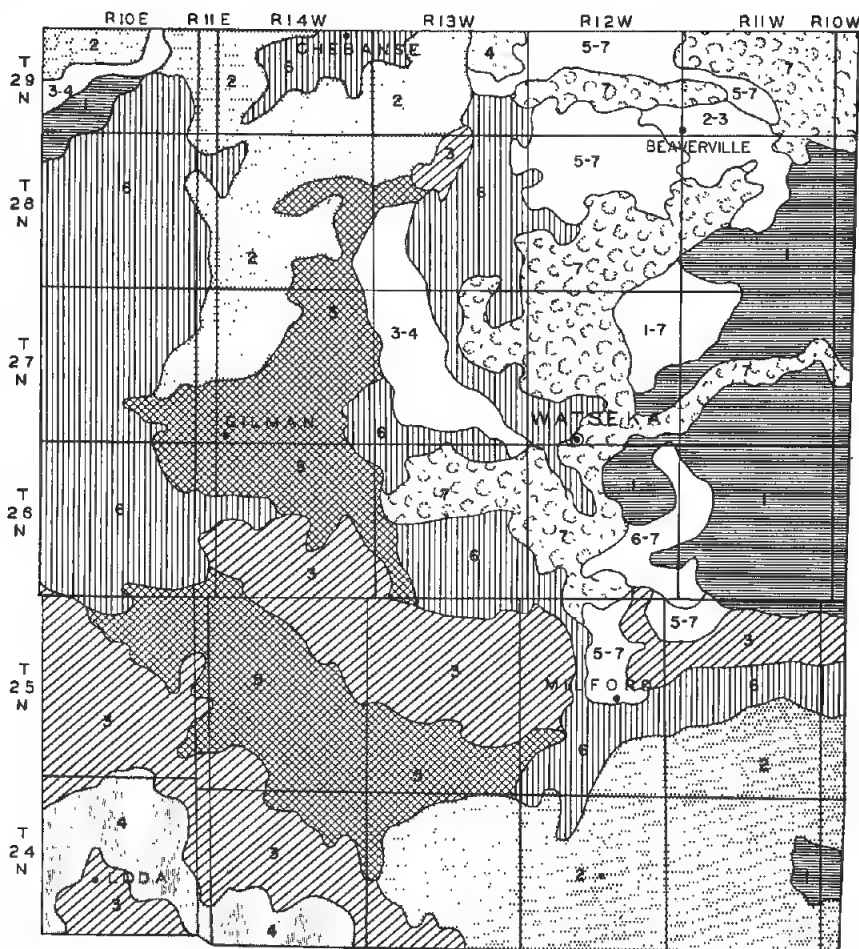 R10E R11E R14W R13W R12W R11W R10W
T 29 N
2 CHEBANSE 4 5-7 7
6 2
3-4 2 7 5-7
1 2-3
BEAVERVILLE
3 5-7
T 28 N
6 6
2 7 1
5 3-4 1-7
T 27 N
7
GILMAN 6 WATSEKA
5 7 1 1
T 26 N
6 6 7 6-7
3
5-7 3
5-7
T 25 N
5 3 MILFORD 6
3
6 2
5
4
T 24 N
3 2 1
LODA
3 4